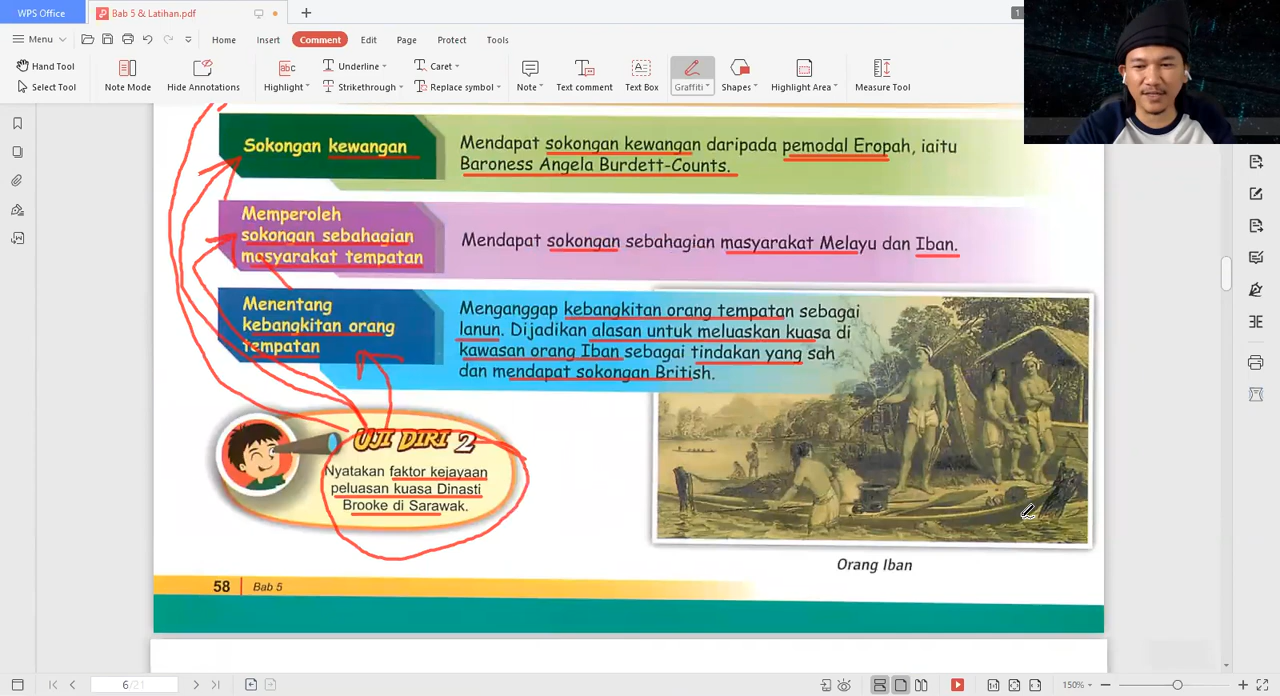 WPS Office
Bab 5 & Latihan.pdf
1
Menu
Home Insert Comment Edit Page Protect Tools
Hand Tool
Select Tool
Note Mode
Hide Annotations
abc
Highlight
Underline
Strikethrough
Caret
Replace symbol
Note
Text comment
Text Box
Graffiti
Shapes
Highlight Area
Measure Tool
Sokongan kewangan
Mendapat sokongan kewangan daripada pemodal Eropah, iaitu
Baroness Angela Burdett-Counts.
Memperoleh
sokongan sebahagian
masyarakat tempatan
Mendapat sokongan sebahagian masyarakat Melayu dan Iban.
Menentang
kebangkitan orang
tempatan
Menganggap kebangkitan orang tempatan sebagai
lanun. Dijadikan alasan untuk meluaskan kuasa di
kawasan orang Iban sebagai tindakan yang sah
dan mendapat sokongan British.
UJI DIRI 2
Nyatakan faktor kejayaan
peluasan kuasa Dinasti
Brooke di Sarawak.
Orang Iban
58 Bab 5
6/21
150%